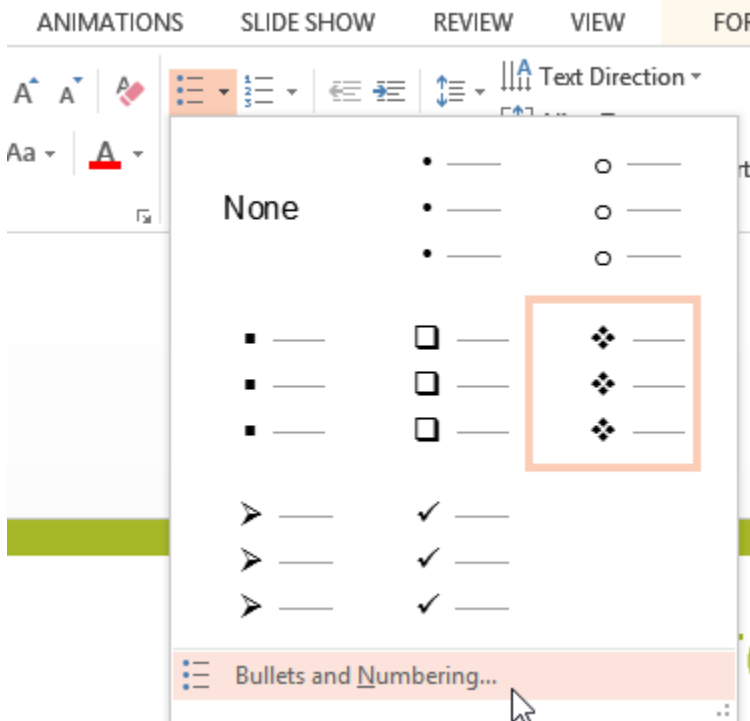 ANIMATIONS SLIDE SHOW REVIEW VIEW
Text Direction
Aa A
None
Bullets and Numbering...